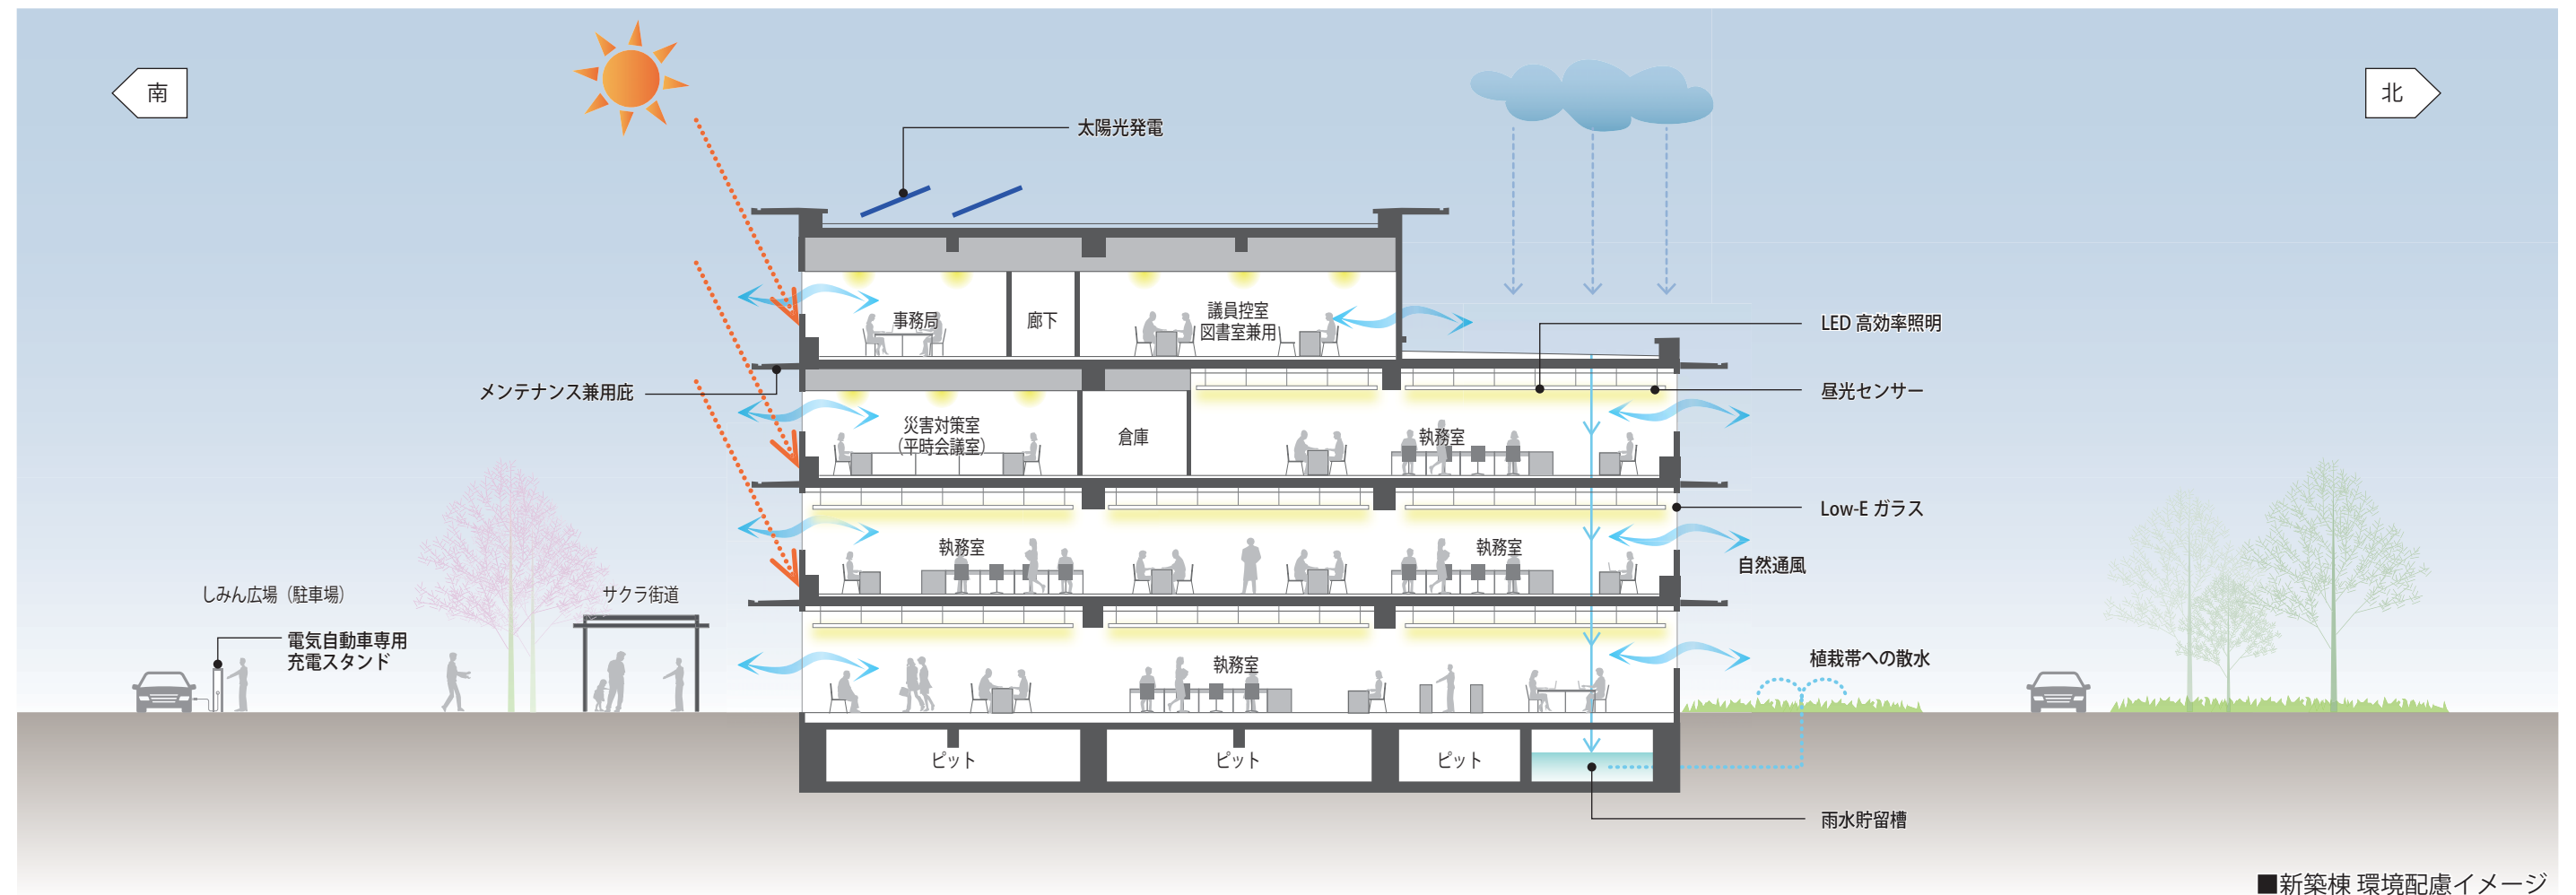 南
北
太陽光発電
事務局
廊下
議員控室
図書室兼用
LED 高効率照明
メンテナンス兼用庇
昼光センサー
災害対策室
（平時会議室）
倉庫
執務室
Low-E ガラス
執務室
執務室
自然通風
しみん広場（駐車場）
サクラ街道
電気自動車専用
充電スタンド
執務室
植栽帯への散水
ピット
ピット
ピット
雨水貯留槽
■新築棟 環境配慮イメージ